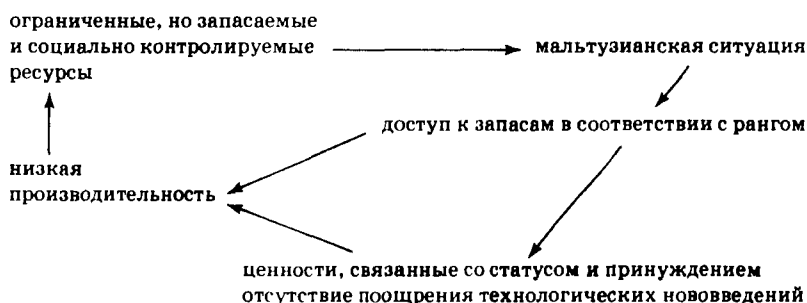 ограниченные, но запасаемые
и социально контролируемые
ресурсы
мальтузианская ситуация
доступ к запасам в соответствии с рангом
низкая
производительность
ценности, связанные со статусом и принуждением
отсутствие поощрения технологических нововведений